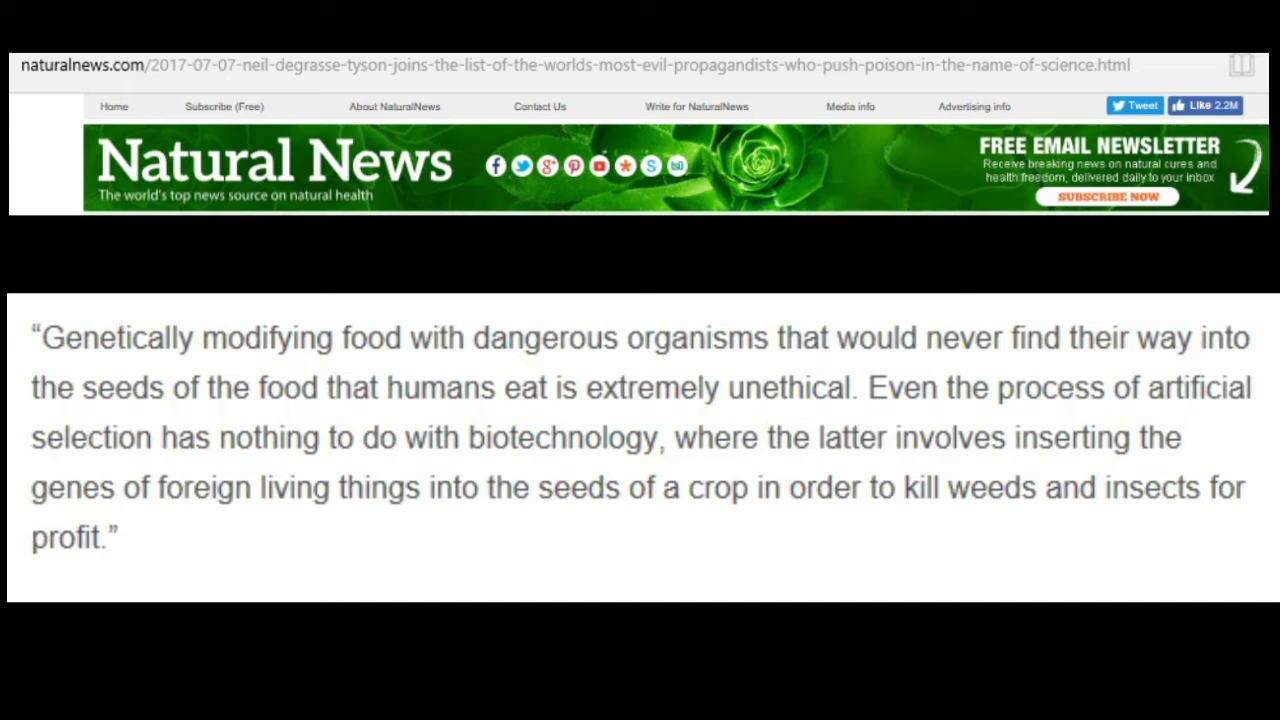 naturalnews.com/2017-07-07-neil-degrasse-tyson-joins-the-list-of-the-worlds-most-evil-propagandists-who-push-poison-in-the-name-of-science.html
Home Subscribe (Free) About NaturalNews Contact Us Write for NaturalNews Media info Advertising info Tweet Like 2.2M
Natural News
The world's top news source on natural health
FREE EMAIL NEWSLETTER
Receive breaking news on natural cures and
health freedom, delivered daily to your inbox
SUBSCRIBE NOW
“Genetically modifying food with dangerous organisms that would never find their way into
the seeds of the food that humans eat is extremely unethical. Even the process of artificial
selection has nothing to do with biotechnology, where the latter involves inserting the
genes of foreign living things into the seeds of a crop in order to kill weeds and insects for
profit.”